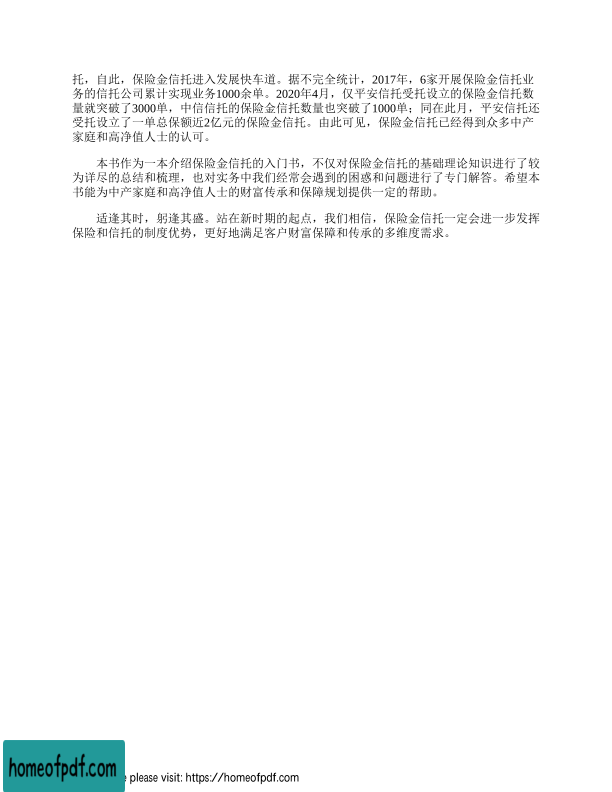 托，自此，保险金信托进入发展快车道。据不完全统计，2017年，6家开展保险金信托业
务的信托公司累计实现业务1000余单。2020年4月，仅平安信托受托设立的保险金信托数
量就突破了3000单，中信信托的保险金信托数量也突破了1000单；同在此月，平安信托还
受托设立了一单总保额近2亿元的保险金信托。由此可见，保险金信托已经得到众多中产
家庭和高净值人士的认可。
本书作为一本介绍保险金信托的入门书，不仅对保险金信托的基础理论知识进行了较
为详尽的总结和梳理，也对实务中我们经常会遇到的困惑和问题进行了专门解答。希望本
书能为中产家庭和高净值人士的财富传承和保障规划提供一定的帮助。
适逢其时，躬逢其盛。站在新时期的起点，我们相信，保险金信托一定会进一步发挥
保险和信托的制度优势，更好地满足客户财富保障和传承的多维度需求。
homeofpdf.com
please visit: https://homeofpdf.com